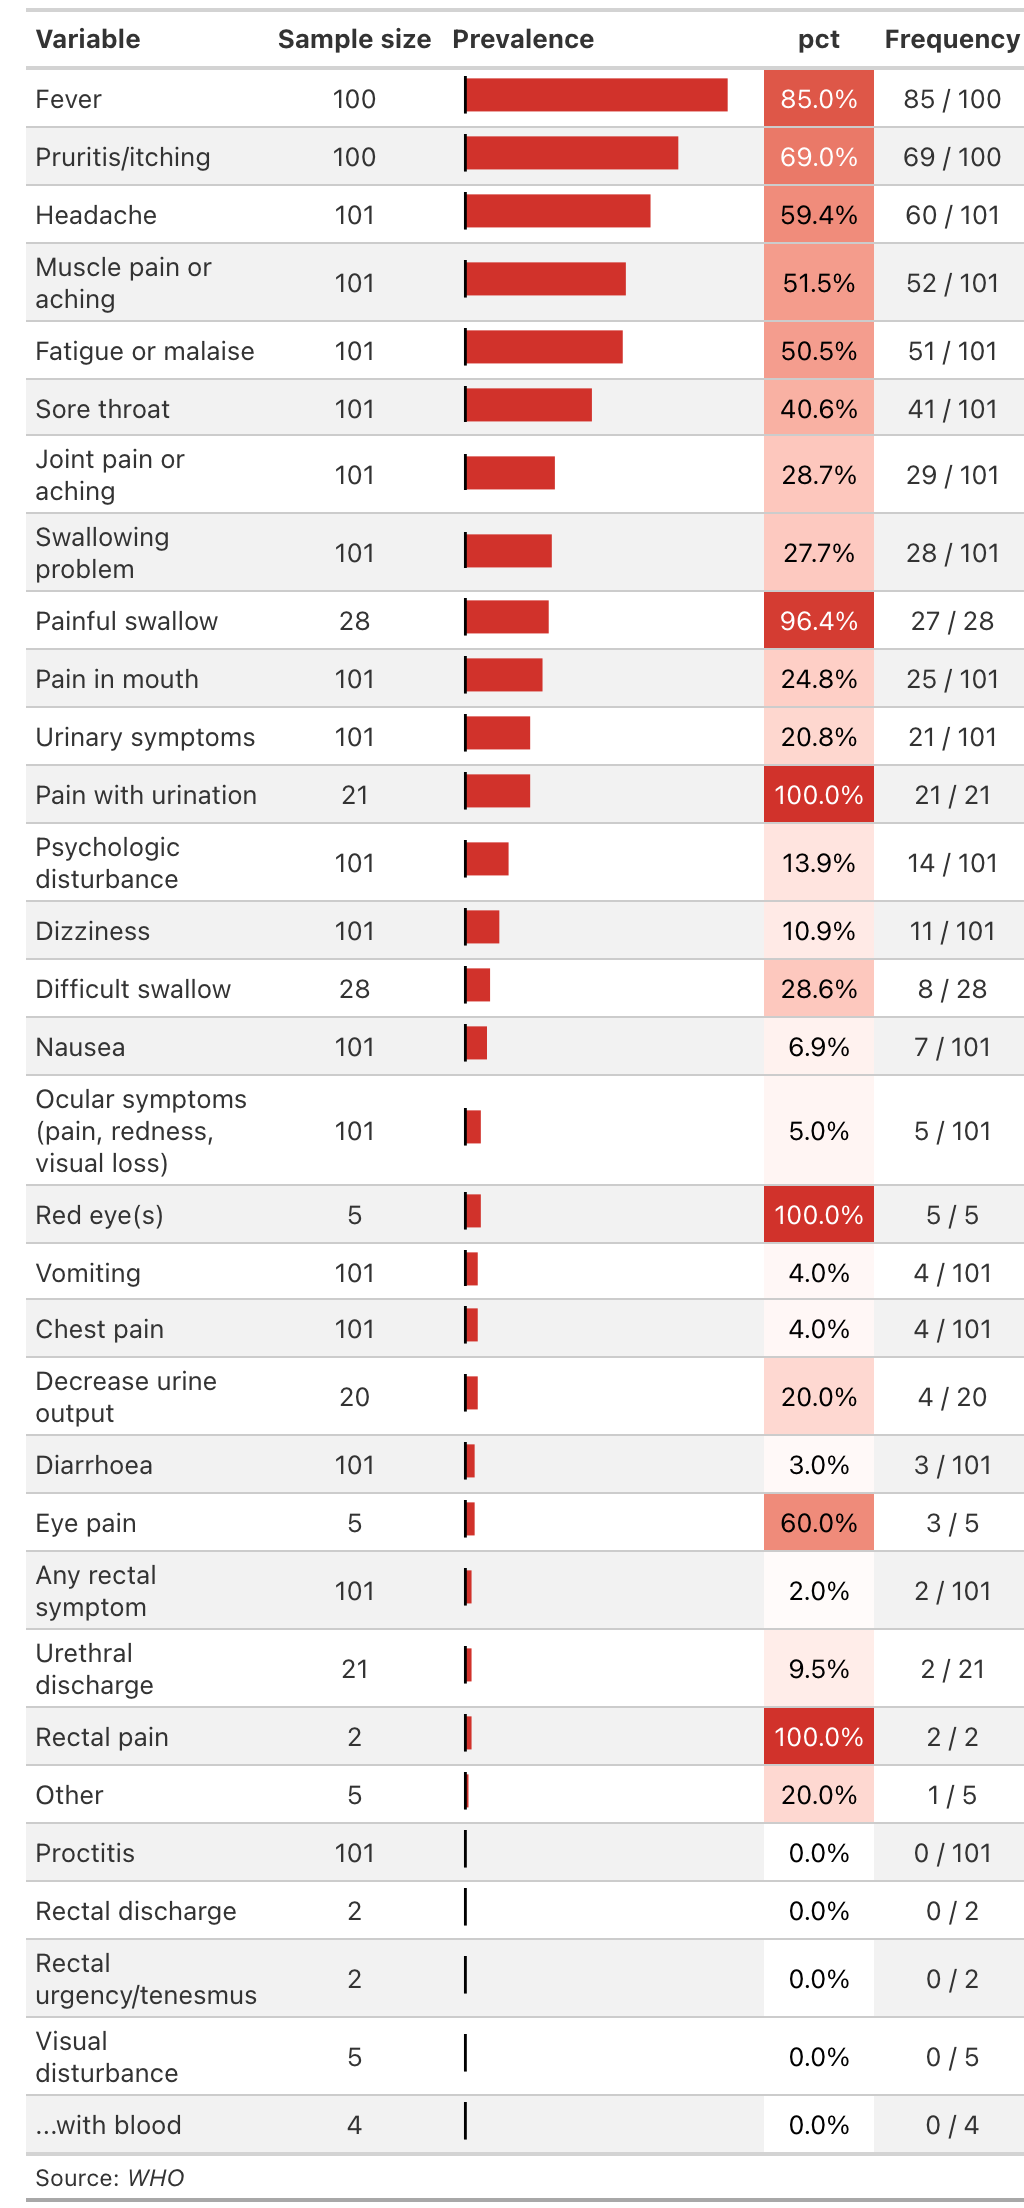 Variable Sample size Prevalence pct Frequency
Fever 100 85.0% 85 / 100
Pruritis/itching 100 69.0% 69 / 100
Headache 101 59.4% 60 / 101
Muscle pain or
aching 101 51.5% 52 / 101
Fatigue or malaise 101 50.5% 51 / 101
Sore throat 101 40.6% 41 / 101
Joint pain or
aching 101 28.7% 29 / 101
Swallowing
problem 101 27.7% 28 / 101
Painful swallow 28 96.4% 27 / 28
Pain in mouth 101 24.8% 25 / 101
Urinary symptoms 101 20.8% 21 / 101
Pain with urination 21 100.0% 21 / 21
Psychologic
disturbance 101 13.9% 14 / 101
Dizziness 101 10.9% 11 / 101
Difficult swallow 28 28.6% 8 / 28
Nausea 101 6.9% 7 / 101
Ocular symptoms
(pain, redness, 101 5.0% 5 / 101
visual loss)
Red eye(s) 5 100.0% 5 / 5
Vomiting 101 4.0% 4 / 101
Chest pain 101 4.0% 4 / 101
Decrease urine
output 20 20.0% 4 / 20
Diarrhoea 101 3.0% 3 / 101
Eye pain 5 60.0% 3 / 5
Any rectal
symptom 101 2.0% 2 / 101
Urethral
discharge 21 9.5% 2 / 21
Rectal pain 2 100.0% 2 / 2
Other 5 20.0% 1 / 5
Proctitis 101 0.0% 0 / 101
Rectal discharge 2 0.0% 0 / 2
Rectal
urgency/tenesmus 2 0.0% 0 / 2
Visual
disturbance 5 0.0% 0 / 5
...with blood 4 0.0% 0 / 4
Source: WHO